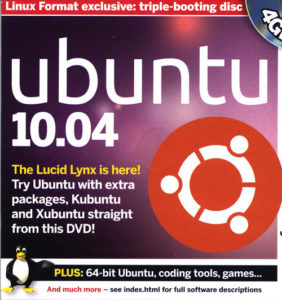 Linux Format exclusive: triple-booting disc
ubuntu
10.04
The Lucid Lynx is here!
Try Ubuntu with extra
packages, Kubuntu
and Xubuntu straight
from this DVD!
PLUS: 64-bit Ubuntu, coding tools, games...
And much more – see index.html for full software descriptions